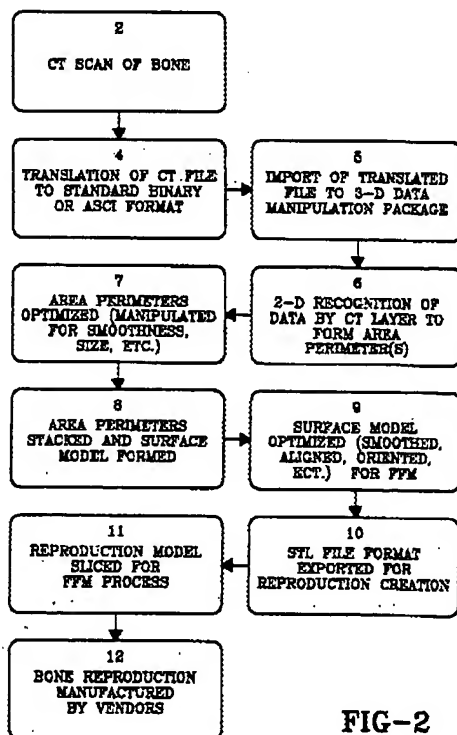 2
CT SCAN OF BONE
4
TRANSLATION OF CT FILE
TO STANDARD BINARY
OR ASCI FORMAT
5
IMPORT OF TRANSLATED
FILE TO 3-D DATA
MANIPULATION PACKAGE
7
AREA PERIMETERS
OPTIMIZED (MANIPULATED
FOR SMOOTHNESS,
SIZE, ETC.)
6
2-D RECOGNITION OF
DATA BY CT LAYER TO
FORM AREA
PERIMETER(S)
8
AREA PERIMETERS
STACKED AND SURFACE
MODEL FORMED
9
SURFACE MODEL
OPTIMIZED (SMOOTHED,
ALIGNED, ORIENTED,
ECT.) FOR FFM
11
REPRODUCTION MODEL
SLICED FOR
FFM PROCESS
10
STL FILE FORMAT
EXPORTED FOR
REPRODUCTION CREATION
12
BONE REPRODUCTION
MANUFACTURED
BY VENDORS
FIG-2